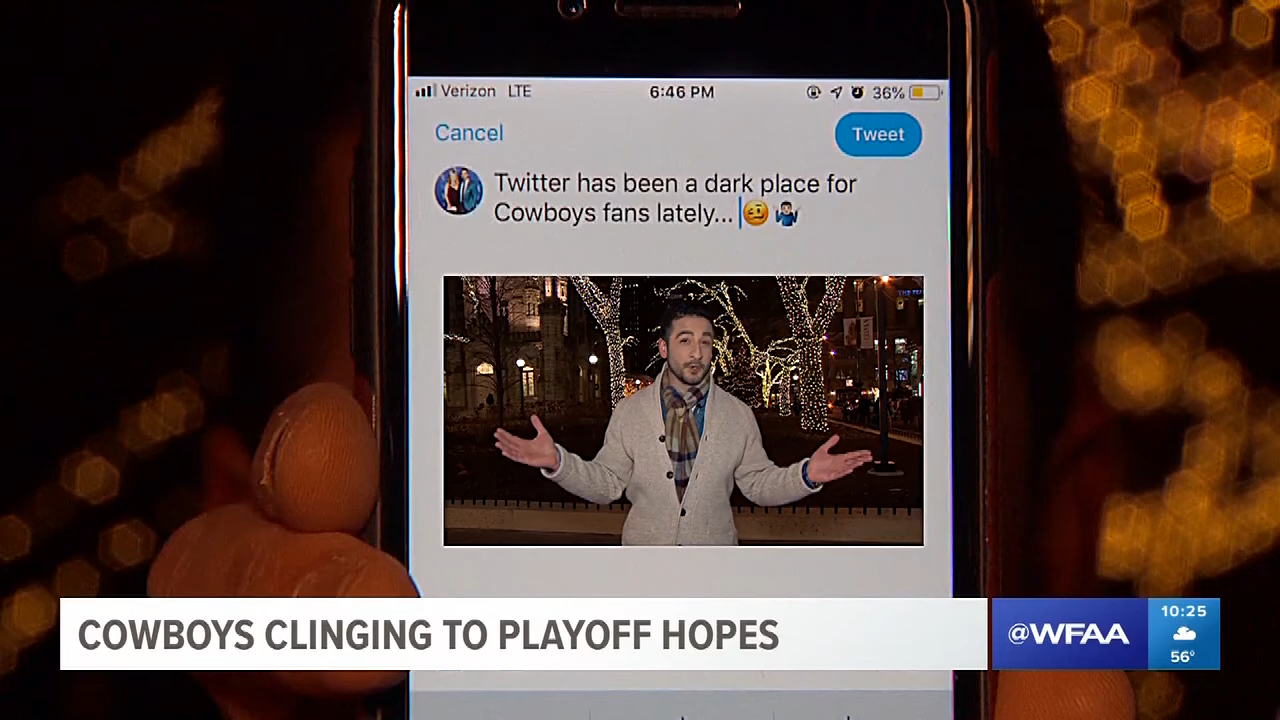 Verizon LTE 6:46 PM 36%
Cancel
Tweet
Twitter has been a dark place for
Cowboys fans lately...
COWBOYS CLINGING TO PLAYOFF HOPES
@WFAA
10:25
56°